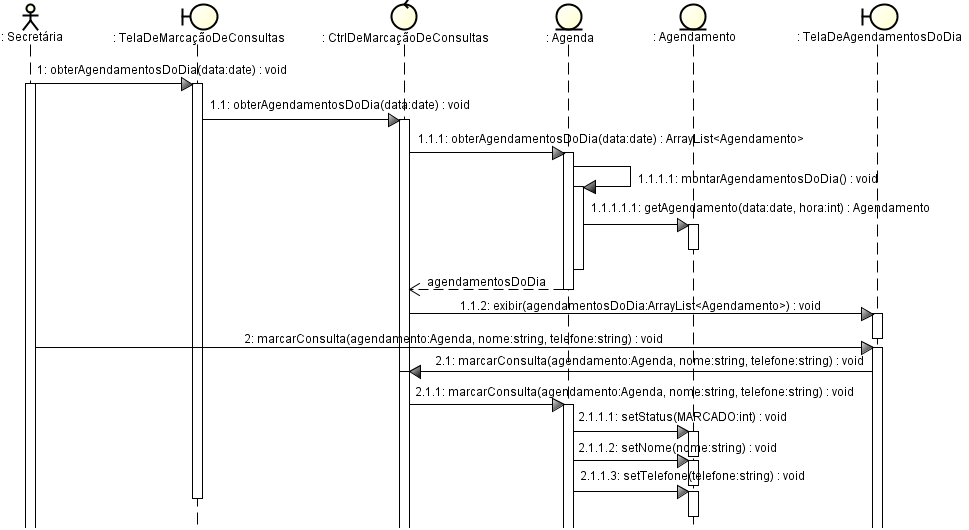 : Secretária
: TelaDeMarcaçãoDeConsultas
: CtrlDeMarcaçãoDeConsultas
: Agenda
: Agendamento
: TelaDeAgendamentosDoDia
1: obterAgendamentosDoDia(data:date) : void
1.1: obterAgendamentosDoDia(data:date) : void
1.1.1: obterAgendamentosDoDia(data:date) : ArrayList<Agendamento>
1.1.1.1: montarAgendamentosDoDia() : void
1.1.1.1.1: getAgendamento(data:date, hora:int) : Agendamento
agendamentosDoDia
1.1.2: exibir(agendamentosDoDia:ArrayList<Agendamento>) : void
2: marcarConsulta(agendamento:Agenda, nome:string, telefone:string) : void
2.1: marcarConsulta(agendamento:Agenda, nome:string, telefone:string) : void
2.1.1: marcarConsulta(agendamento:Agenda, nome:string, telefone:string) : void
2.1.1.1: setStatus(MARCADO:int) : void
2.1.1.2: setNome(nome:string) : void
2.1.1.3: setTelefone(telefone:string) : void